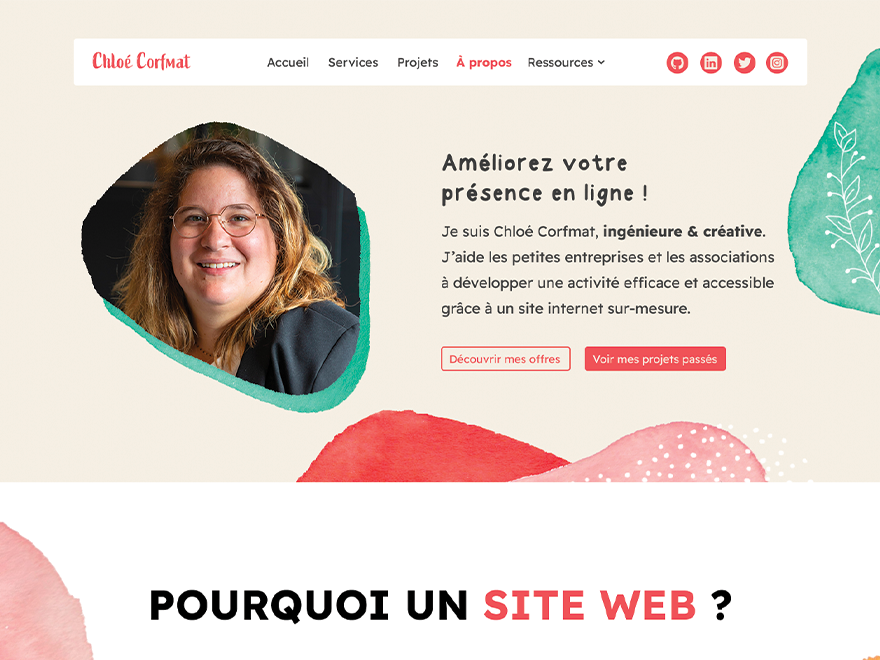 Chloé Corfmat
Accueil Services Projets À propos Ressources
Améliorez votre
présence en ligne !
Je suis Chloé Corfmat, ingénieure & créative.
J'aide les petites entreprises et les associations
à développer une activité efficace et accessible
grâce à un site internet sur-mesure.
Découvrir mes offres Voir mes projets passés
POURQUOI UN SITE WEB ?